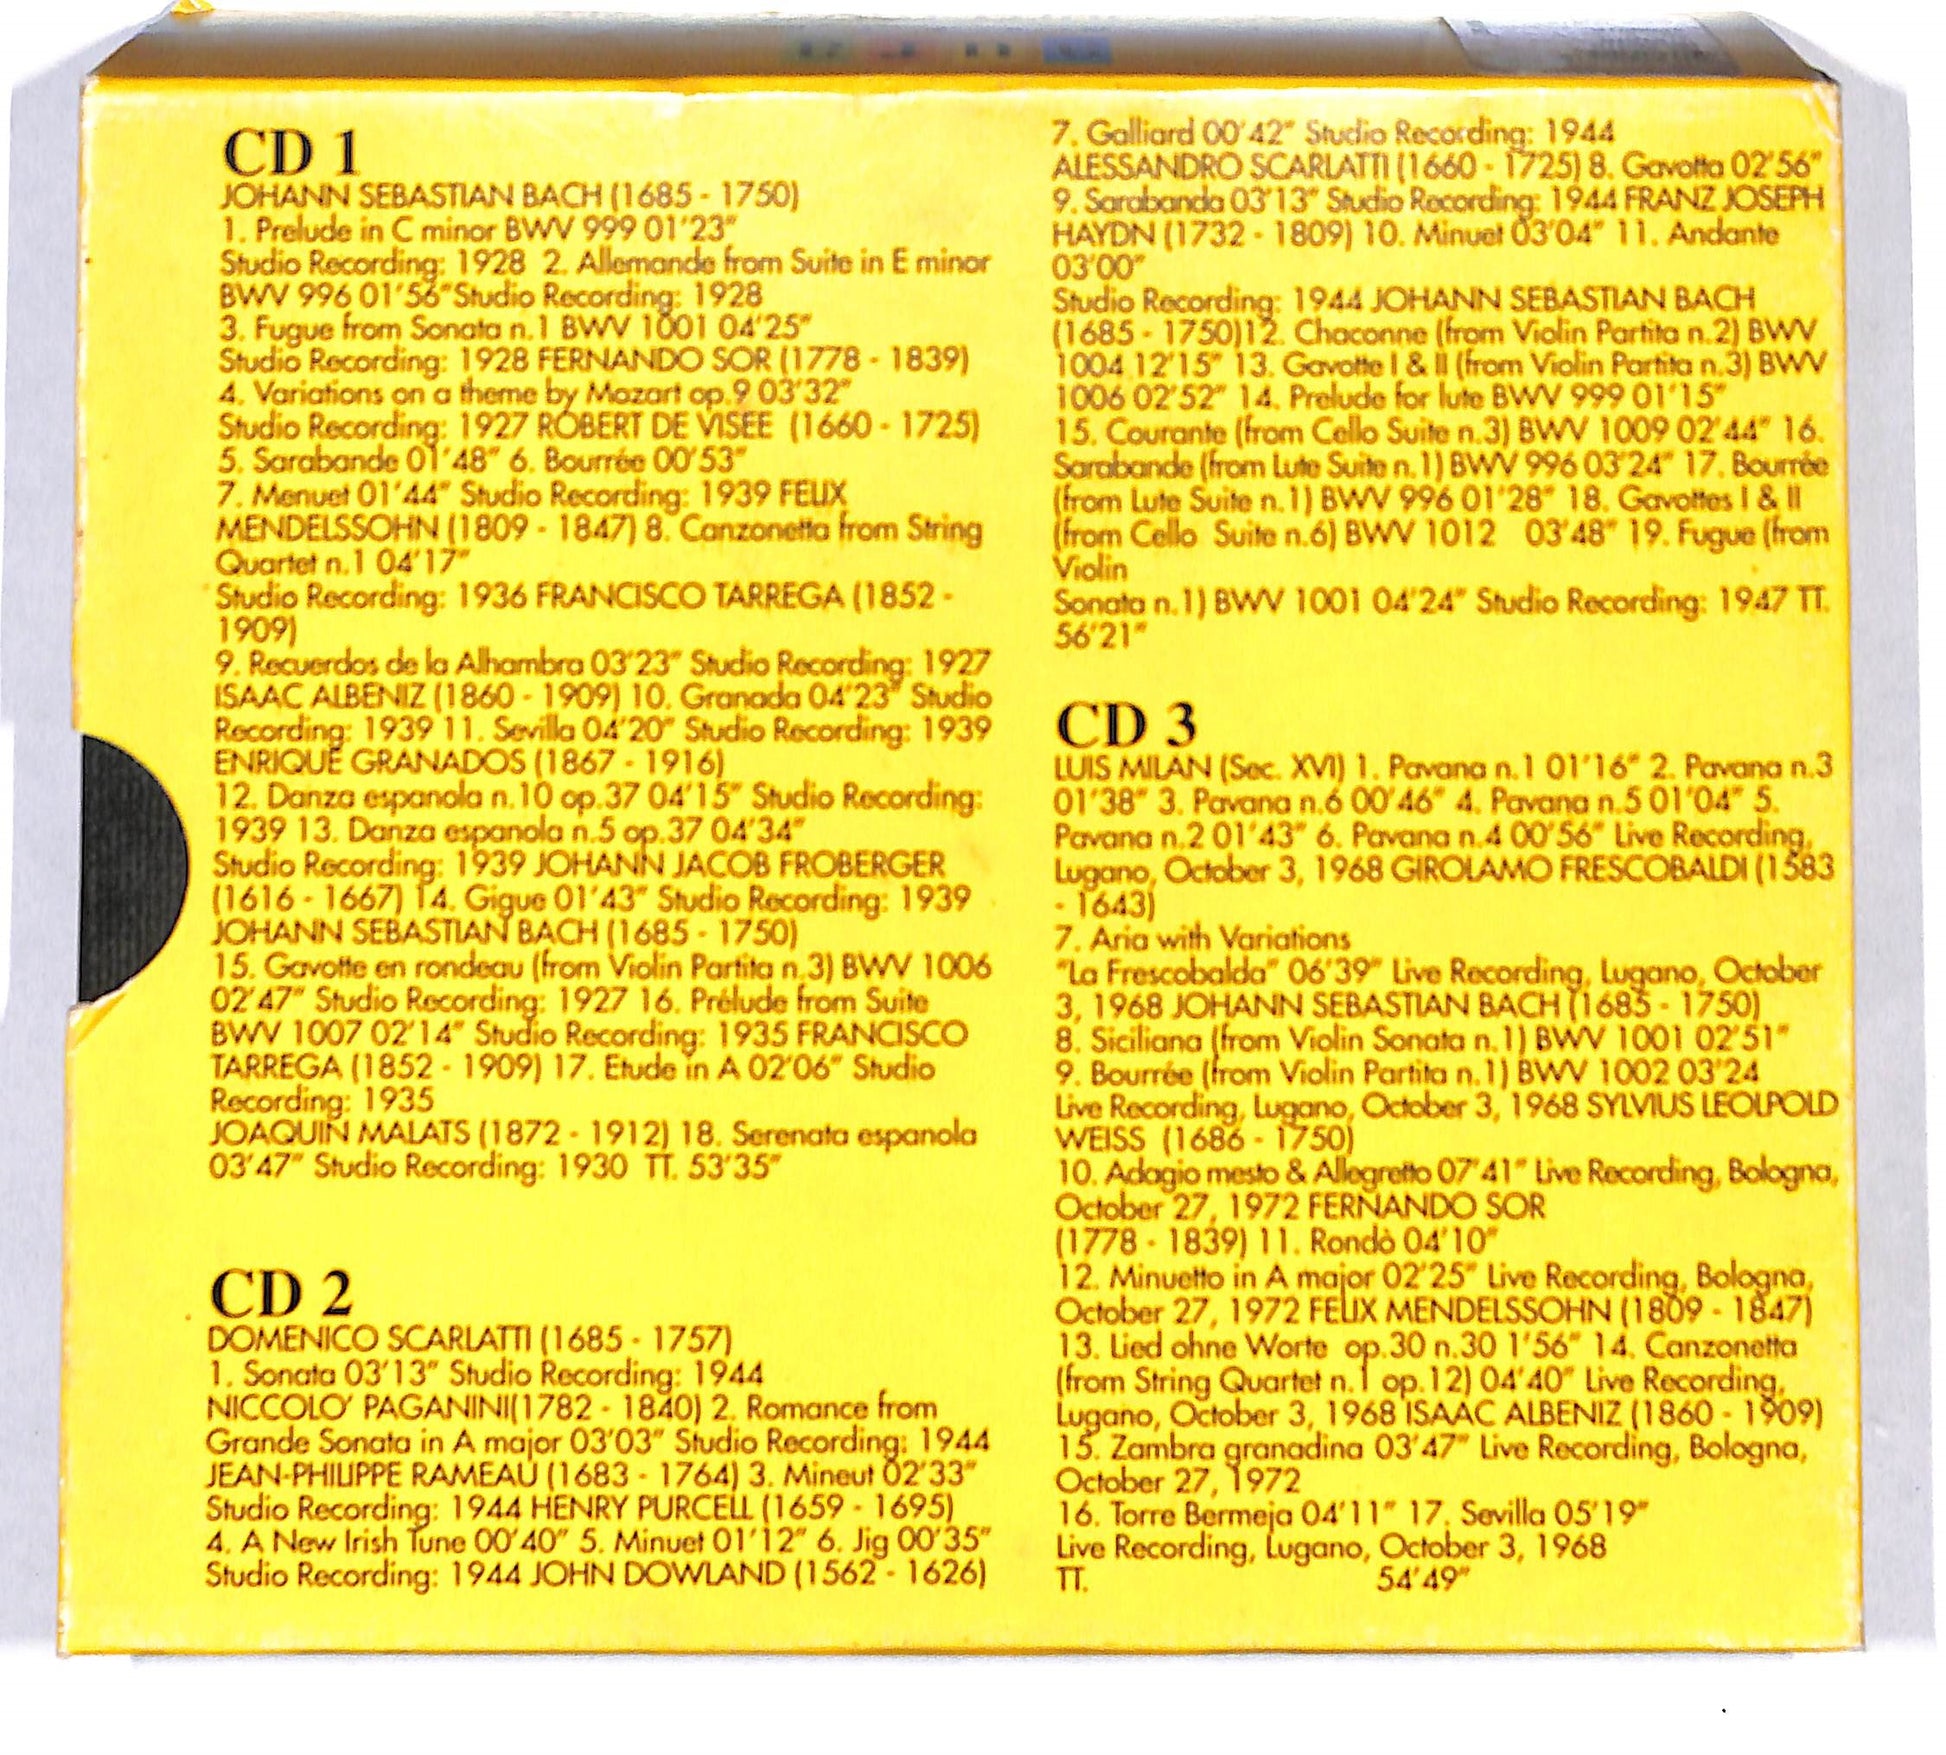 CD 1
JOHANN SEBASTIAN BACH (1685 - 1750)
1. Prelude in C minor BWV 999 01'23"
Studio Recording: 1928 2. Allemande from Suite in E minor
BWV 996 01'56"Studio Recording: 1928
3. Fugue from Sonata n.1 BWV 1001 04'25"
Studio Recording: 1928 FERNANDO SOR (1778 - 1839)
4. Variations on a theme by Mozart op.9 03'32"
Studio Recording: 1927 ROBERT DE VISEE (1660 - 1725)
5. Sarabande 01'48" 6. Bourrée 00'53"
7. Menuet 01'44" Studio Recording: 1939 FELIX
MENDELSSOHN (1809 - 1847) 8. Canzonetta from String
Quartet n.1 04'17"
Studio Recording: 1936 FRANCISCO TARREGA (1852 -
1909)
9. Recuerdos de la Alhambra 03'23" Studio Recording: 1927
ISAAC ALBENIZ (1860 - 1909) 10. Granada 04'23" Studio
Recording: 1939 11. Sevilla 04'20" Studio Recording: 1939
ENRIQUE GRANADOS (1867 - 1916)
12. Danza espanola n.10 op.37 04'15" Studio Recording:
1939 13. Danza espanola n.5 op.37 04'34"
Studio Recording: 1939 JOHANN JACOB FROBERGER
(1616 - 1667) 14. Gigue 01'43" Studio Recording: 1939
JOHANN SEBASTIAN BACH (1685 - 1750)
15. Gavotte en rondeau (from Violin Partita n.3) BWV 1006
02'47" Studio Recording: 1927 16. Prélude from Suite
BWV 1007 02'14" Studio Recording: 1935 FRANCISCO
TARREGA (1852 - 1909) 17. Etude in A 02'06" Studio
Recording: 1935
JOAQUIN MALATS (1872 - 1912) 18. Serenata espanola
03'47" Studio Recording: 1930 TT. 53'35"
CD 2
DOMENICO SCARLATTI (1685 - 1757)
1. Sonata 03'13" Studio Recording: 1944
NICCOLO' PAGANINI(1782 - 1840) 2. Romance from
Grande Sonata in A major 03'03" Studio Recording: 1944
JEAN-PHILIPPE RAMEAU (1683 - 1764) 3. Mineut 02'33"
Studio Recording: 1944 HENRY PURCELL (1659 - 1695)
4. A New Irish Tune 00'40" 5. Minuet 01'12" 6. Jig 00'35"
Studio Recording: 1944 JOHN DOWLAND (1562 - 1626)
7. Galliard 00'42" Studio Recording: 1944
ALESSANDRO SCARLATTI (1660 - 1725) 8. Gavotta 02'56"
9. Sarabanda 03'13" Studio Recording: 1944 FRANZ JOSEPH
HAYDN (1732 - 1809) 10. Minuet 03'04" 11. Andante
03'00"
Studio Recording: 1944 JOHANN SEBASTIAN BACH
(1685 - 1750)12. Chaconne (from Violin Partita n.2) BWV
1004 12'15" 13. Gavotte I & II (from Violin Partita n.3) BWV
1006 02'52" 14. Prelude for lute BWV 999 01'15"
15. Courante (from Cello Suite n.3) BWV 1009 02'44" 16.
Sarabande (from Lute Suite n.1) BWV 996 03'24" 17. Bourrée
(from Lute Suite n.1) BWV 996 01'28" 18. Gavottes I & II
(from Cello Suite n.6) BWV 1012 03'48" 19. Fugue (from
Violin
Sonata n.1) BWV 1001 04'24" Studio Recording: 1947 TT.
56'21"
CD 3
LUIS MILAN (Sec. XVI) 1. Pavana n.1 01'16" 2. Pavana n.3
01'38" 3. Pavana n.6 00'46" 4. Pavana n.5 01'04" 5.
Pavana n.2 01'43" 6. Pavana n.4 00'56" Live Recording,
Lugano, October 3, 1968 GIROLAMO FRESCOBALDI (1583
- 1643)
7. Aria with Variations
"La Frescobalda" 06'39" Live Recording, Lugano, October
3, 1968 JOHANN SEBASTIAN BACH (1685 - 1750)
8. Siciliana (from Violin Sonata n.1) BWV 1001 02'51"
9. Bourrée (from Violin Partita n.1) BWV 1002 03'24
Live Recording, Lugano, October 3, 1968 SYLVIUS LEOLPOLD
WEISS (1686 - 1750)
10. Adagio mesto & Allegretto 07'41" Live Recording, Bologna,
October 27, 1972 FERNANDO SOR
(1778 - 1839) 11. Rondò 04'10"
12. Minuetto in A major 02'25" Live Recording, Bologna,
October 27, 1972 FELIX MENDELSSOHN (1809 - 1847)
13. Lied ohne Worte op.30 n.30 1'56" 14. Canzonetta
(from String Quartet n.1 op.12) 04'40" Live Recording,
Lugano, October 3, 1968 ISAAC ALBENIZ (1860 - 1909)
15. Zambra granadina 03'47" Live Recording, Bologna,
October 27, 1972
16. Torre Bermeja 04'11" 17. Sevilla 05'19"
Live Recording, Lugano, October 3, 1968
TT. 54'49"